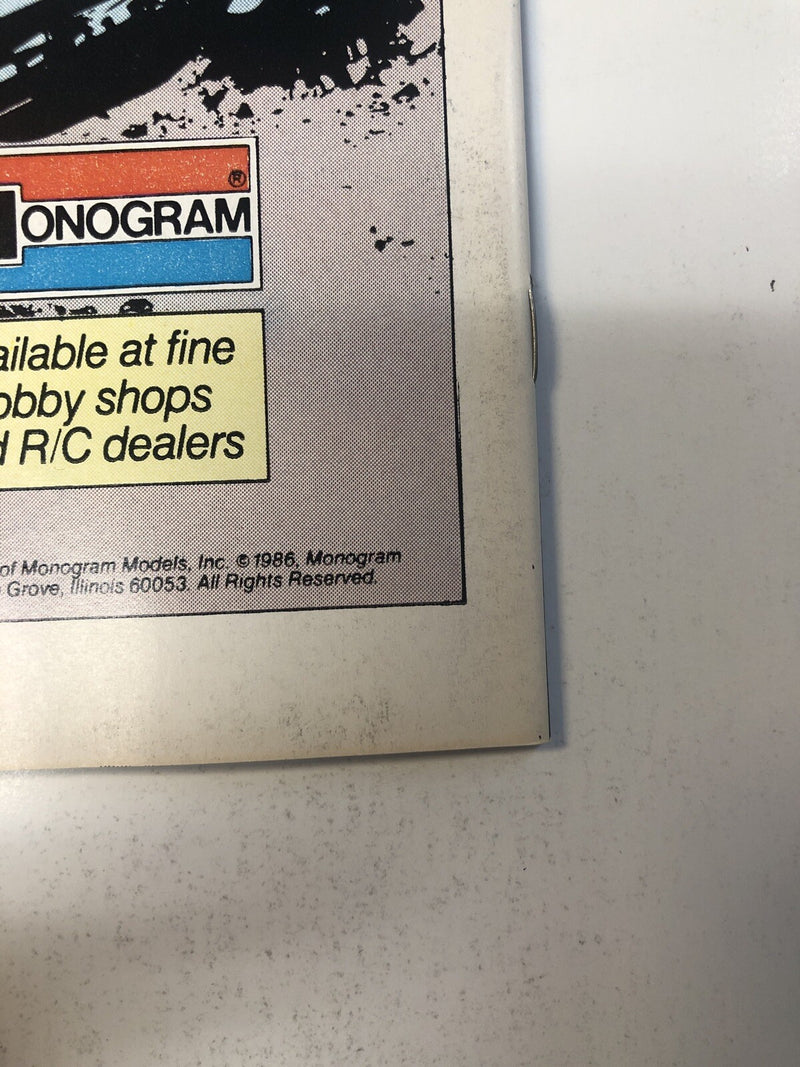 ®
ONOGRAM
ailable at fine
obby shops
d R/C dealers
of Monogram Models, Inc. © 1986, Monogram
Grove, Illinois 60053. All Rights Reserved.